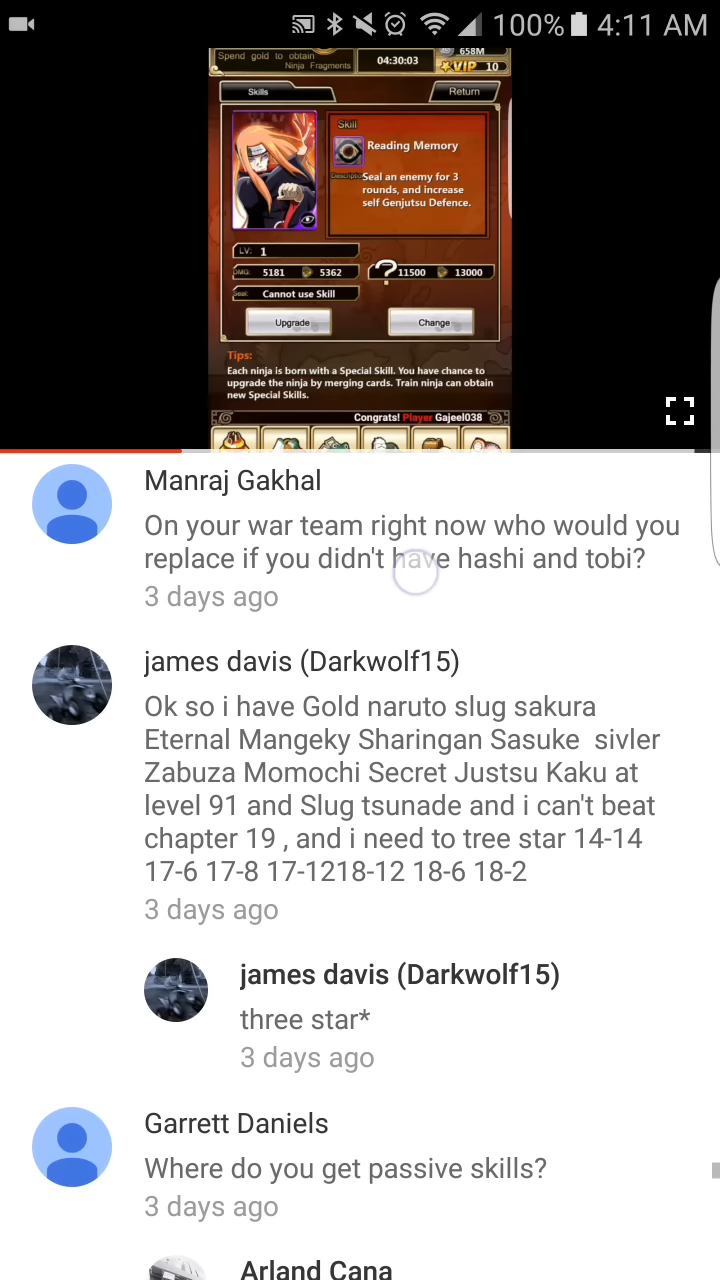 100% 4:11 AM
Spend gold to obtain
Ninja Fragments
04:30:03
658M
VIP 10
Skills
Return
Skill
Reading Memory
Seal an enemy for 3
rounds, and increase
self Genjutsu Defence.
LV: 1
DMG: 5181 5362
? 11500 13000
Seal: Cannot use Skill
Upgrade
Change
Tips:
Each ninja is born with a Special Skill. You have chance to
upgrade the ninja by merging cards. Train ninja can obtain
new Special Skills.
Congrats! Player Gajeel038
Manraj Gakhal
On your war team right now who would you
replace if you didn't have hashi and tobi?
3 days ago
james davis (Darkwolf15)
Ok so i have Gold naruto slug sakura
Eternal Mangeky Sharingan Sasuke sivler
Zabuza Momochi Secret Justsu Kaku at
level 91 and Slug tsunade and i can't beat
chapter 19 , and i need to tree star 14-14
17-6 17-8 17-1218-12 18-6 18-2
3 days ago
james davis (Darkwolf15)
three star*
3 days ago
Garrett Daniels
Where do you get passive skills?
3 days ago
Arland Cana